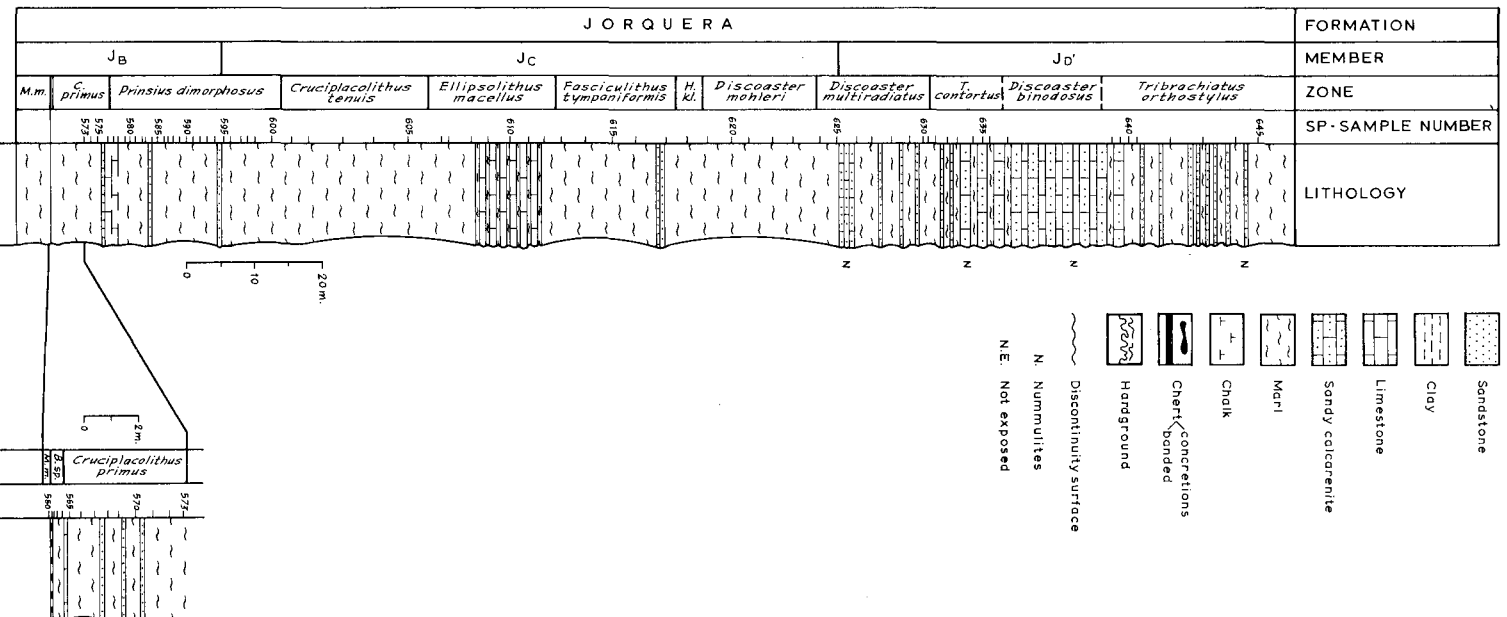 JORQUERA
FORMATION
JB
JC
JD'
MEMBER
M.m.
C. primus
Prinsius dimorphosus
Cruciplacolithus tenuis
Ellipsolithus macellus
Fasciculithus tympaniformis
H. kl.
Discoaster mohleri
Discoaster multiradiatus
T. contortus
Discoaster binodosus
Tribrachiatus orthostylus
ZONE
573
575
580
585
590
595
600
605
610
615
620
625
630
635
640
645
SP-SAMPLE NUMBER
LITHOLOGY
N
N
N
N
0
10
20 m.
N.E. Not exposed
N. Nummulites
Discontinuity surface
Hardground
Chert concretions
banded
Chalk
Marl
Sandy calcarenite
Limestone
Clay
Sandstone
0
2 m.
M.m.
B. sp.
Cruciplacolithus
primus
560
565
570
573